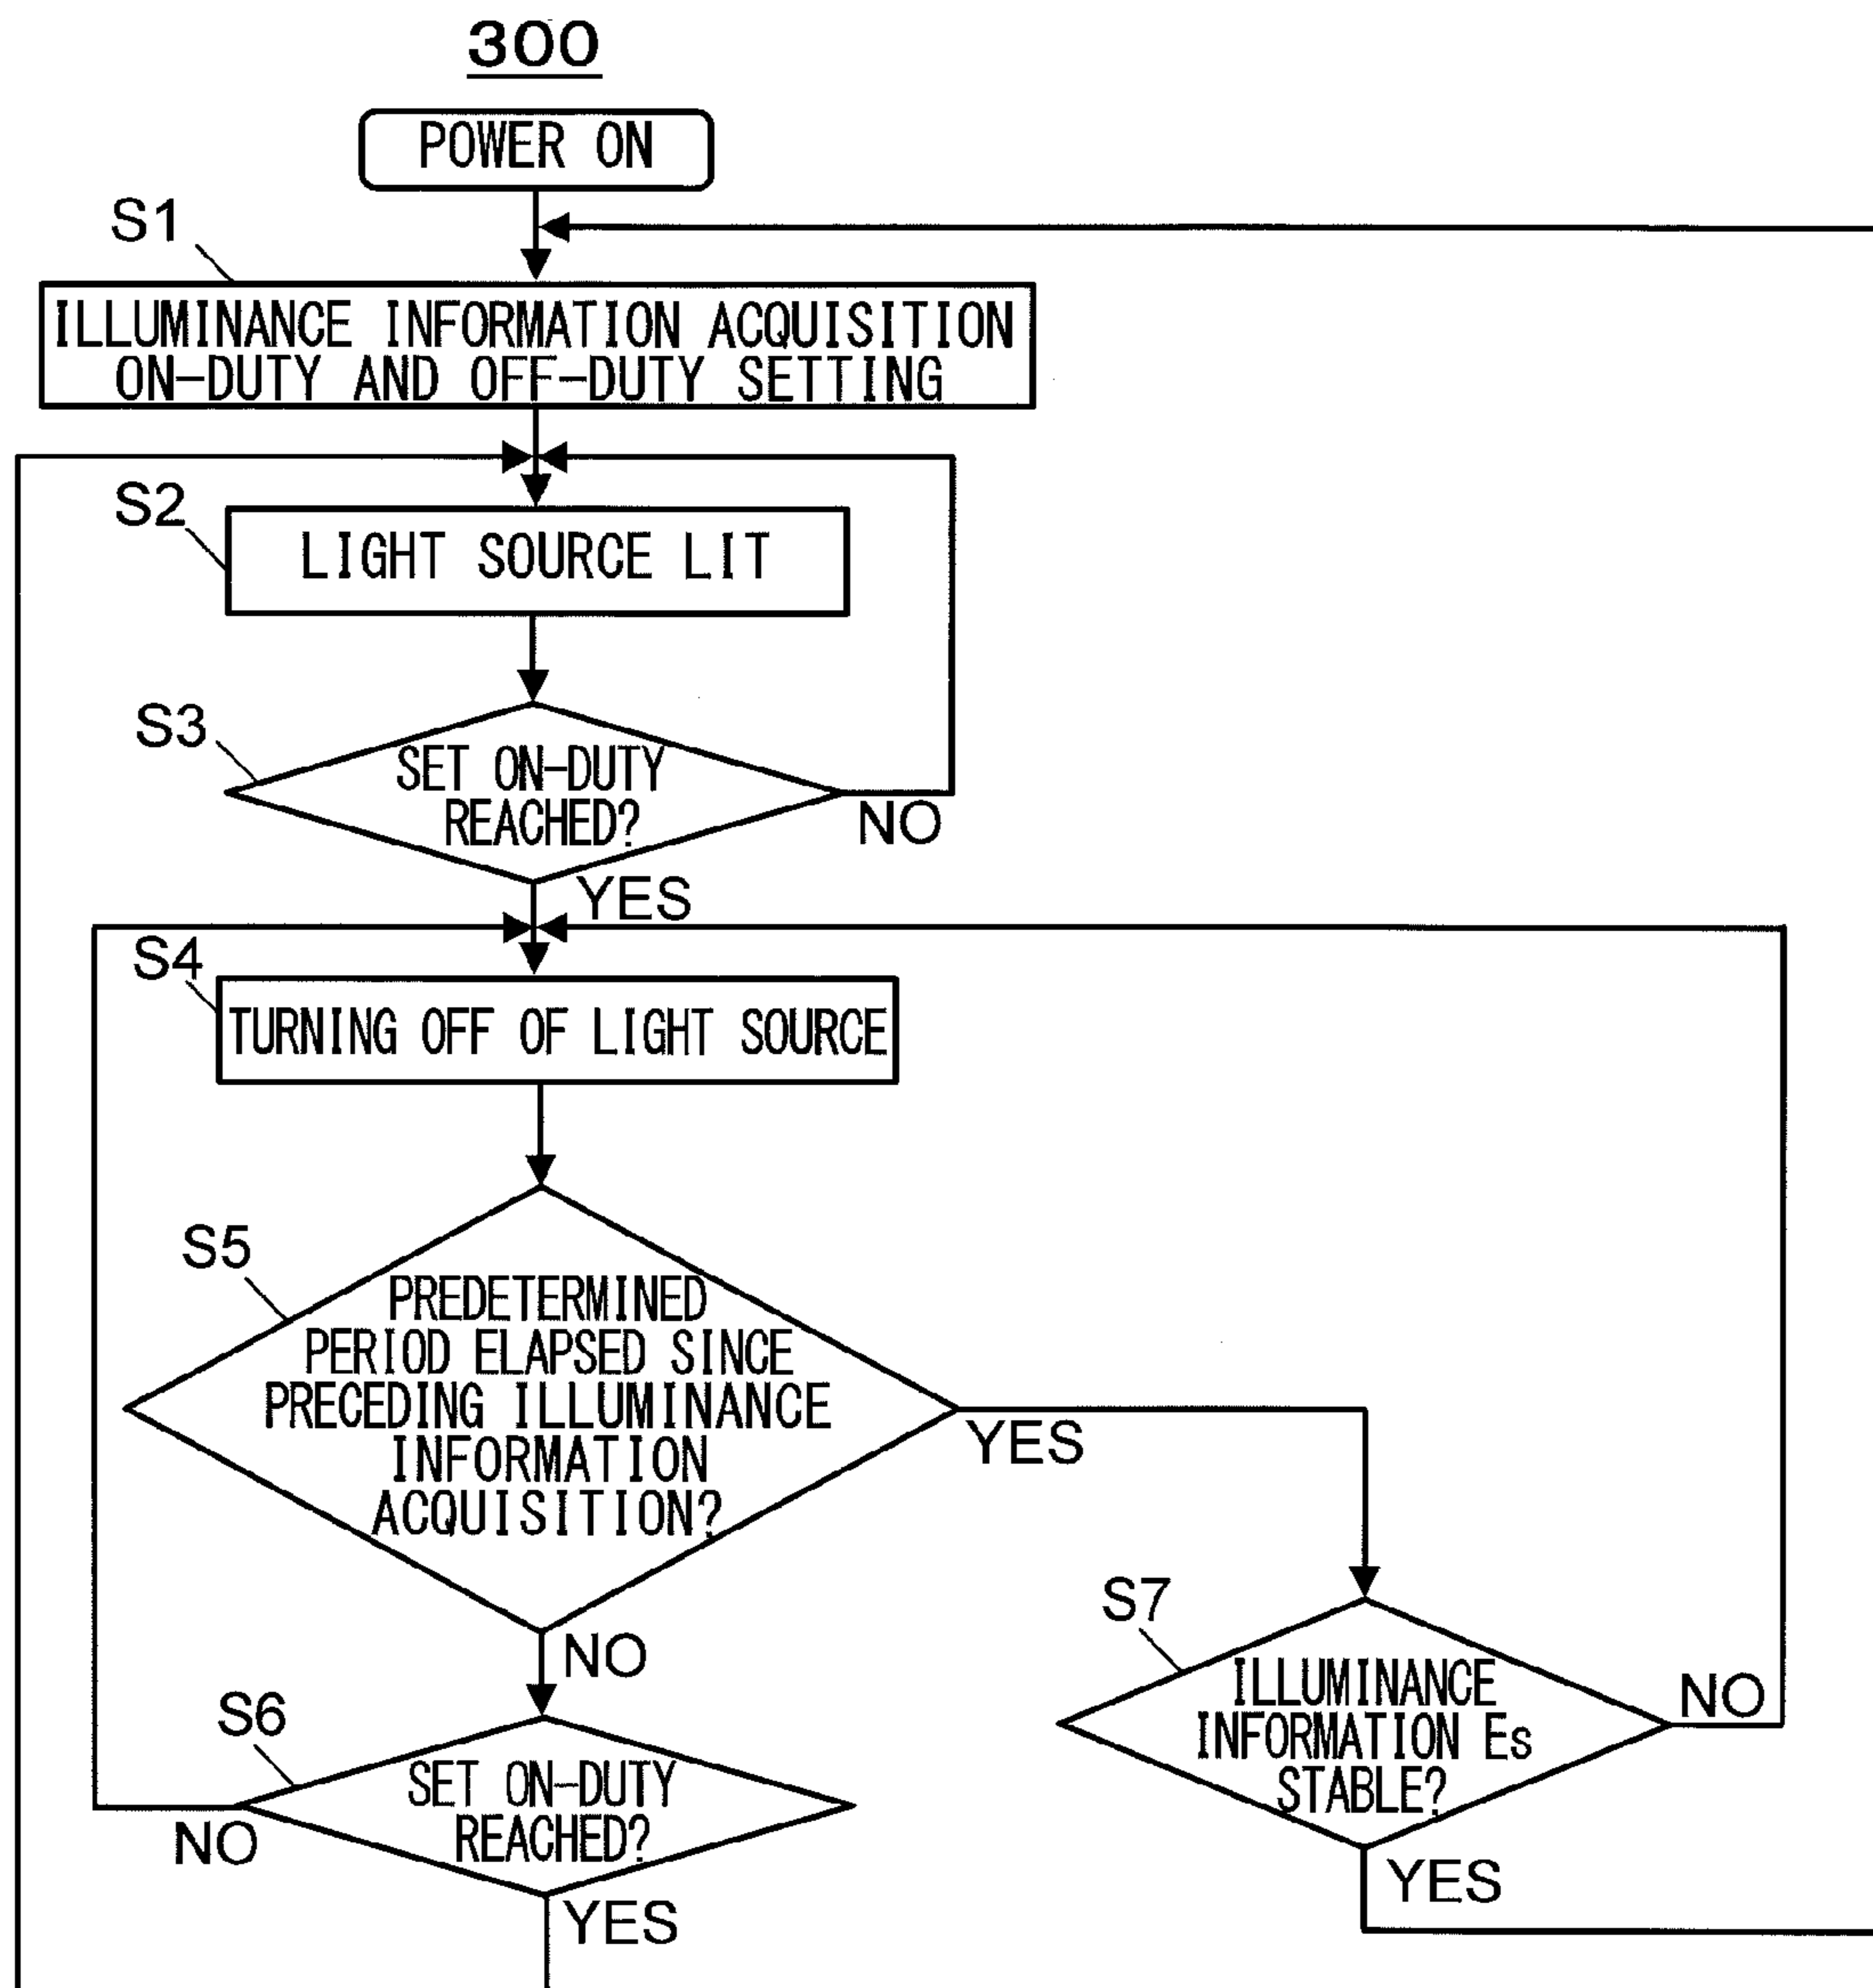 300
POWER ON
S1
ILLUMINANCE INFORMATION ACQUISITION
ON-DUTY AND OFF-DUTY SETTING
S2
LIGHT SOURCE LIT
S3
SET ON-DUTY
REACHED?
NO
YES
S4
TURNING OFF OF LIGHT SOURCE
S5
PREDETERMINED
PERIOD ELAPSED SINCE
PRECEDING ILLUMINANCE
INFORMATION
ACQUISITION?
YES
NO
S7
ILLUMINANCE
INFORMATION Es
STABLE?
NO
YES
S6
SET ON-DUTY
REACHED?
NO
YES